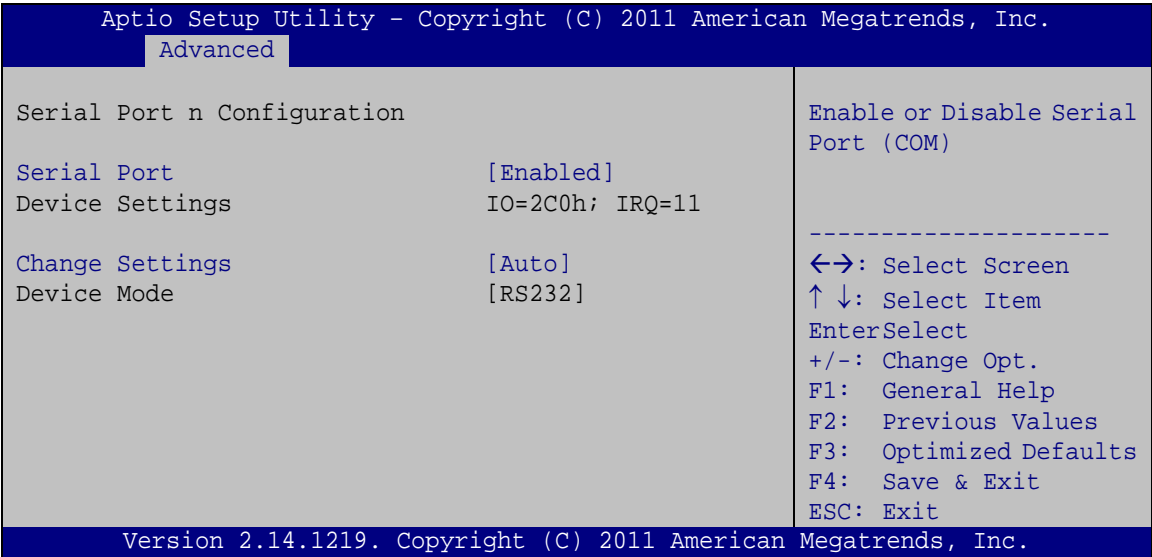 Aptio Setup Utility – Copyright (C) 2011 American Megatrends, Inc.
Advanced
Serial Port n Configuration
Serial Port [Enabled]
Device Settings IO=2C0h; IRQ=11
Change Settings [Auto]
Device Mode [RS232]
Enable or Disable Serial
Port (COM)
---------------------
←→: Select Screen
↑ ↓: Select Item
EnterSelect
+/-: Change Opt.
F1: General Help
F2: Previous Values
F3: Optimized Defaults
F4: Save & Exit
ESC: Exit
Version 2.14.1219. Copyright (C) 2011 American Megatrends, Inc.